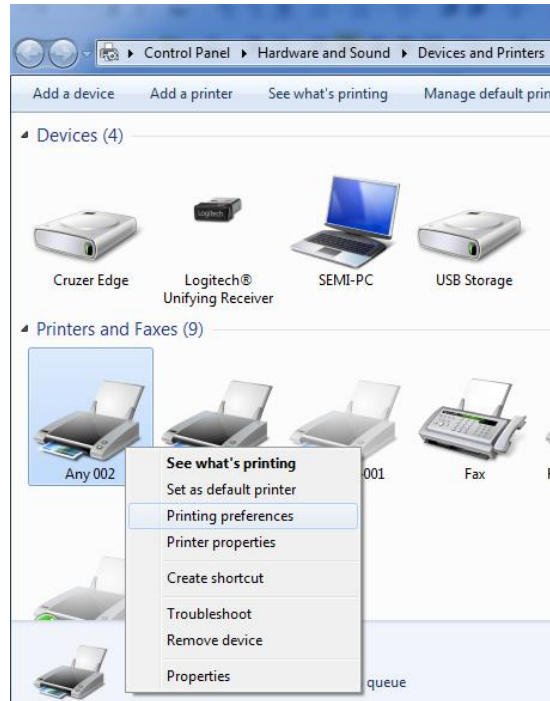 Control Panel ▸ Hardware and Sound ▸ Devices and Printers
Add a device Add a printer See what's printing Manage default prin
Devices (4)
Logitech
Cruzer Edge Logitech® SEMI-PC USB Storage
Unifying Receiver
Printers and Faxes (9)
Any 002 001 Fax
See what's printing
Set as default printer
Printing preferences
Printer properties
Create shortcut
Troubleshoot
Remove device
Properties
queue